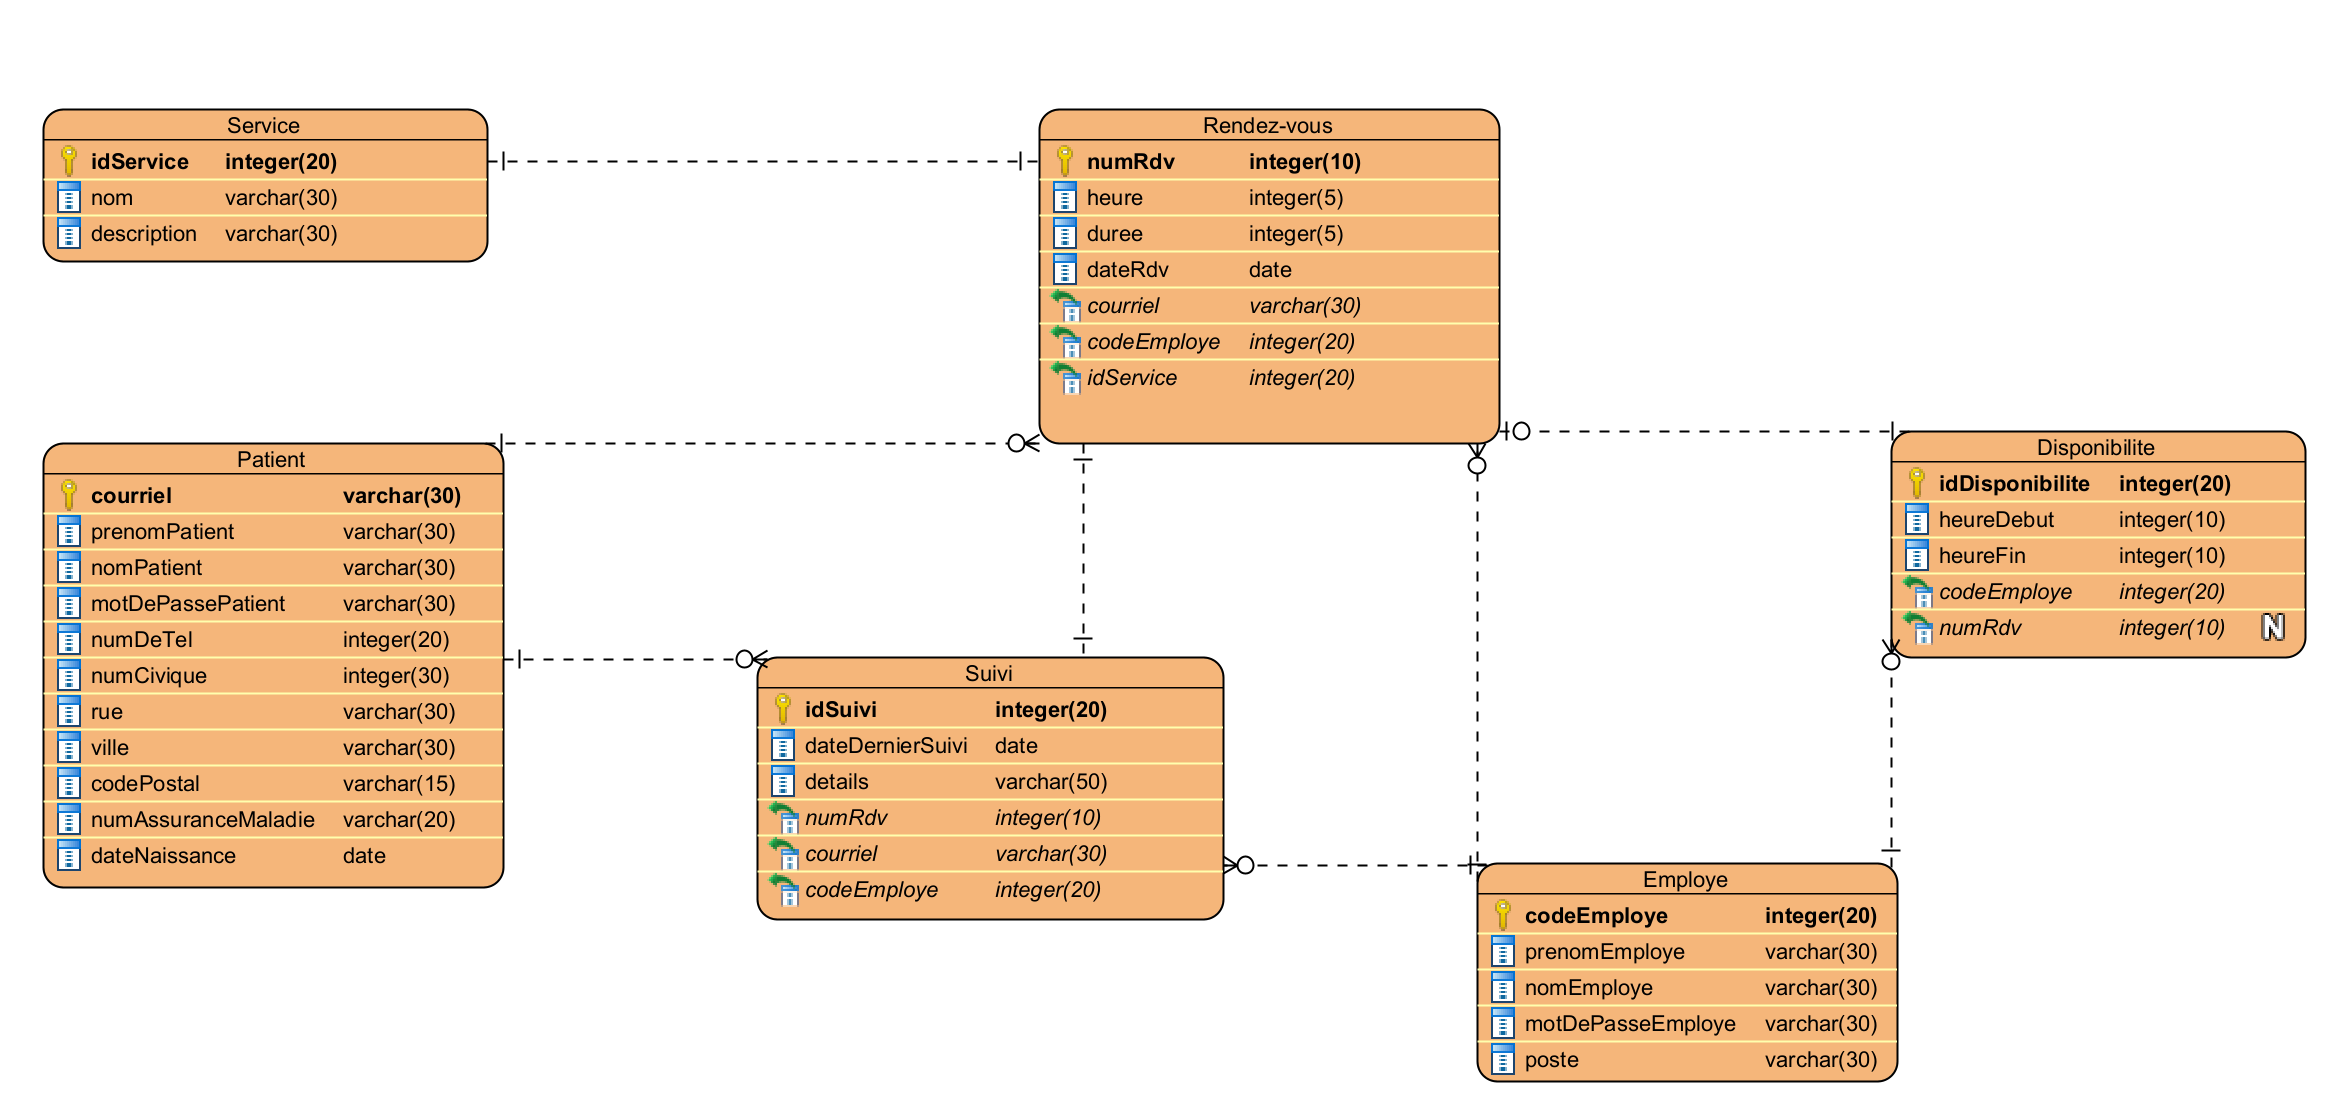 Service
idService integer(20)
nom varchar(30)
description varchar(30)
Rendez-vous
numRdv integer(10)
heure integer(5)
duree integer(5)
dateRdv date
courriel varchar(30)
codeEmploye integer(20)
idService integer(20)
Patient
courriel varchar(30)
prenomPatient varchar(30)
nomPatient varchar(30)
motDePassePatient varchar(30)
numDeTel integer(20)
numCivique integer(30)
rue varchar(30)
ville varchar(30)
codePostal varchar(15)
numAssuranceMaladie varchar(20)
dateNaissance date
Disponibilite
idDisponibilite integer(20)
heureDebut integer(10)
heureFin integer(10)
codeEmploye integer(20)
numRdv integer(10) N
Suivi
idSuivi integer(20)
dateDernierSuivi date
details varchar(50)
numRdv integer(10)
courriel varchar(30)
codeEmploye integer(20)
Employe
codeEmploye integer(20)
prenomEmploye varchar(30)
nomEmploye varchar(30)
motDePasseEmploye varchar(30)
poste varchar(30)